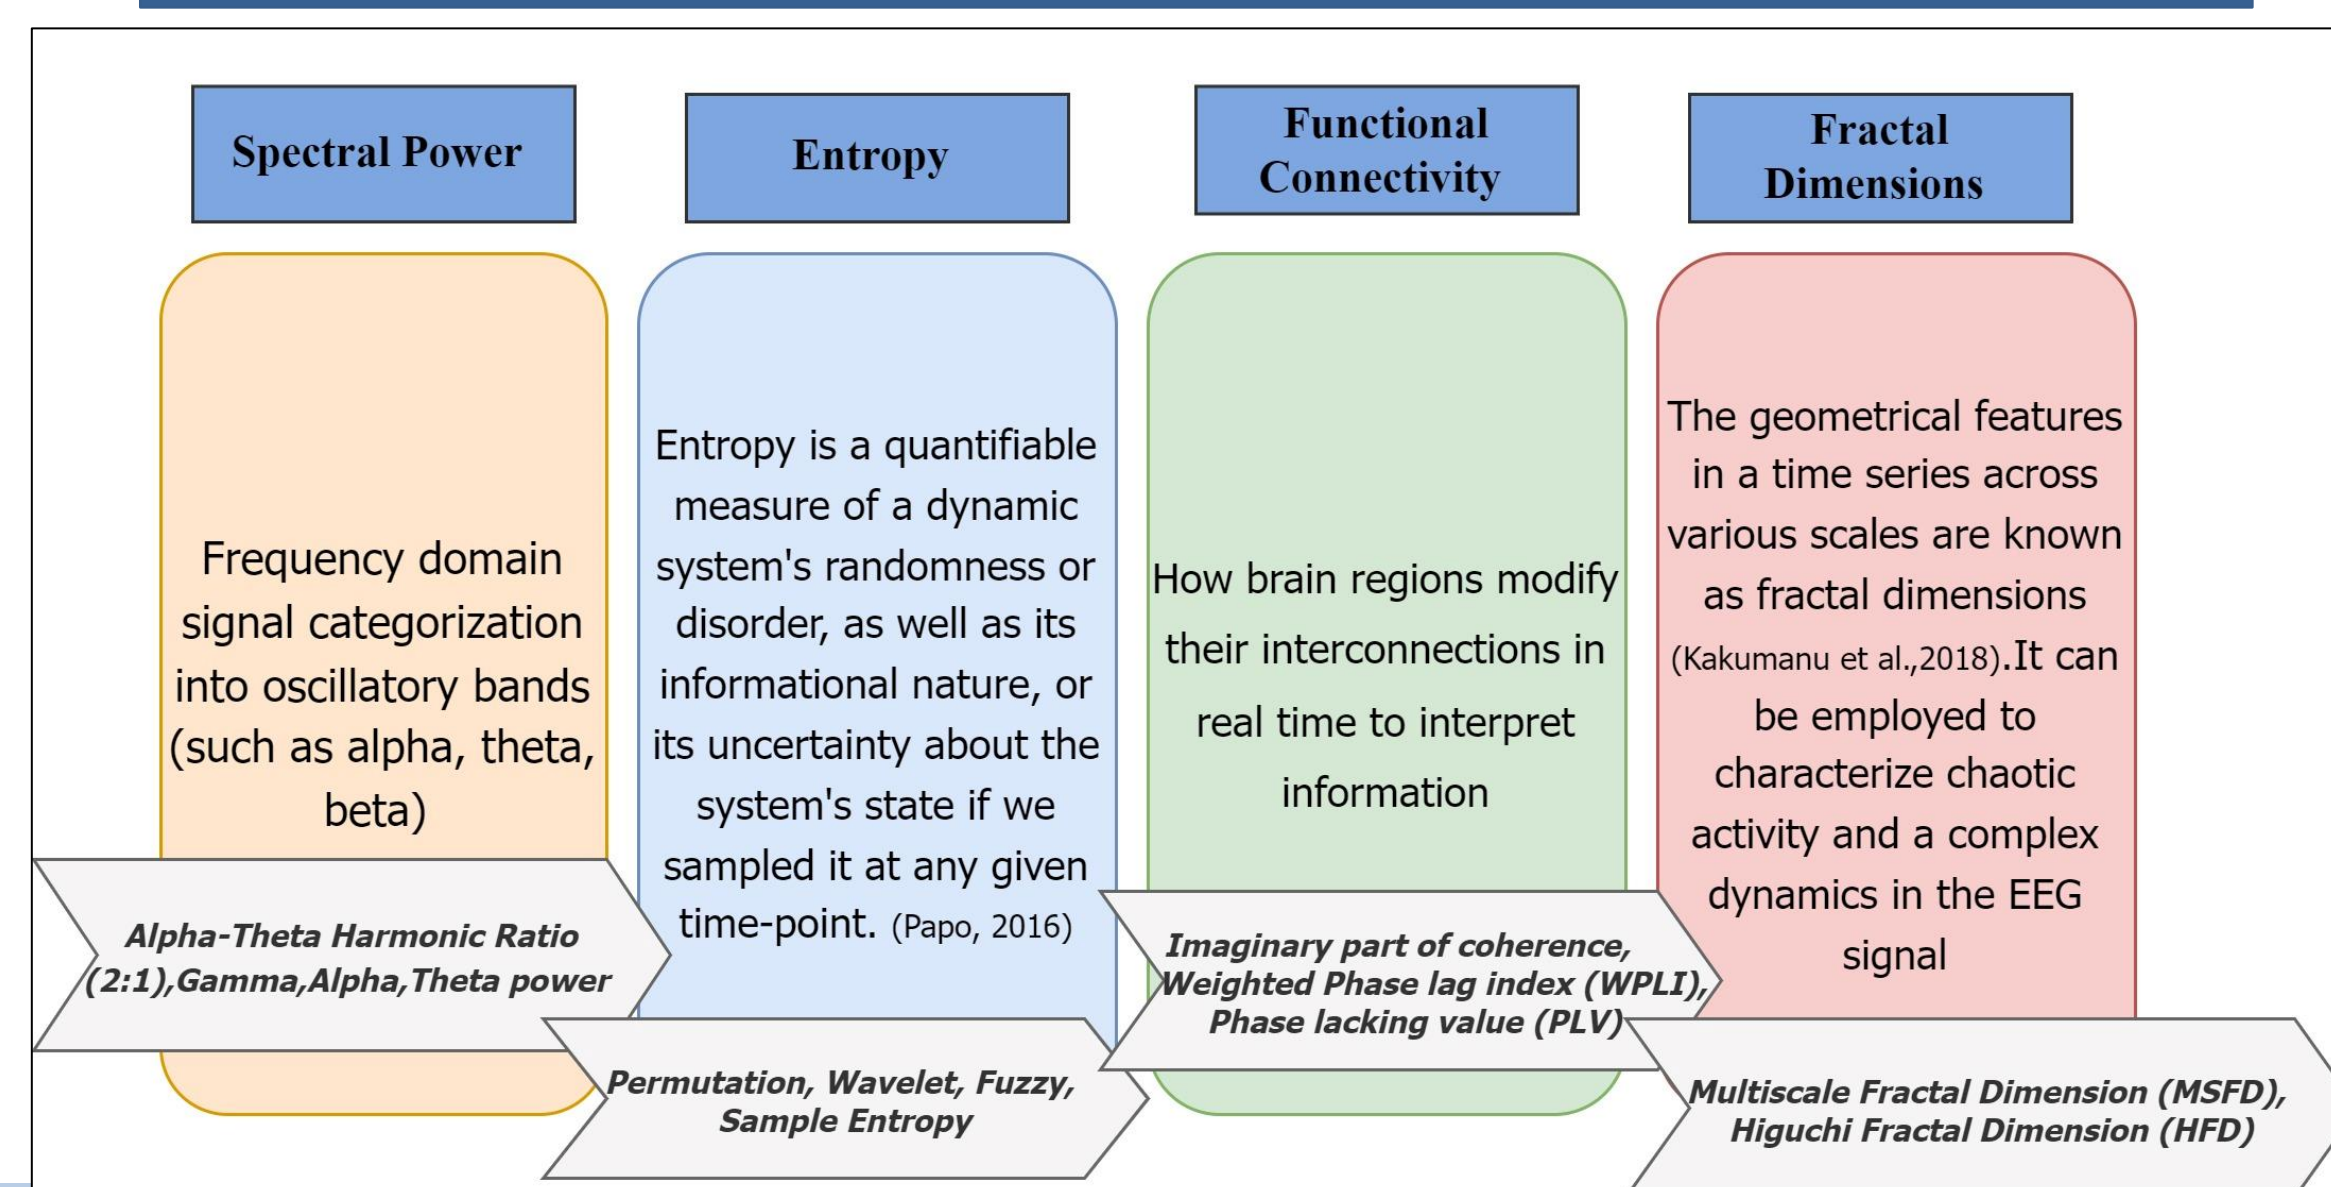 Spectral Power
Frequency domain
signal categorization
into oscillatory bands
(such as alpha, theta,
beta)
Alpha-Theta Harmonic Ratio
(2:1),Gamma,Alpha,Theta power
Entropy
Entropy is a quantifiable
measure of a dynamic
system's randomness or
disorder, as well as its
informational nature, or
its uncertainty about the
system's state if we
sampled it at any given
time-point. (Papo, 2016)
Permutation, Wavelet, Fuzzy,
Sample Entropy
Functional
Connectivity
How brain regions modify
their interconnections in
real time to interpret
information
Imaginary part of coherence,
Weighted Phase lag index (WPLI),
Phase lacking value (PLV)
Fractal
Dimensions
The geometrical features
in a time series across
various scales are known
as fractal dimensions
(Kakumanu et al.,2018).It can
be employed to
characterize chaotic
activity and a complex
dynamics in the EEG
signal
Multiscale Fractal Dimension (MSFD),
Higuchi Fractal Dimension (HFD)